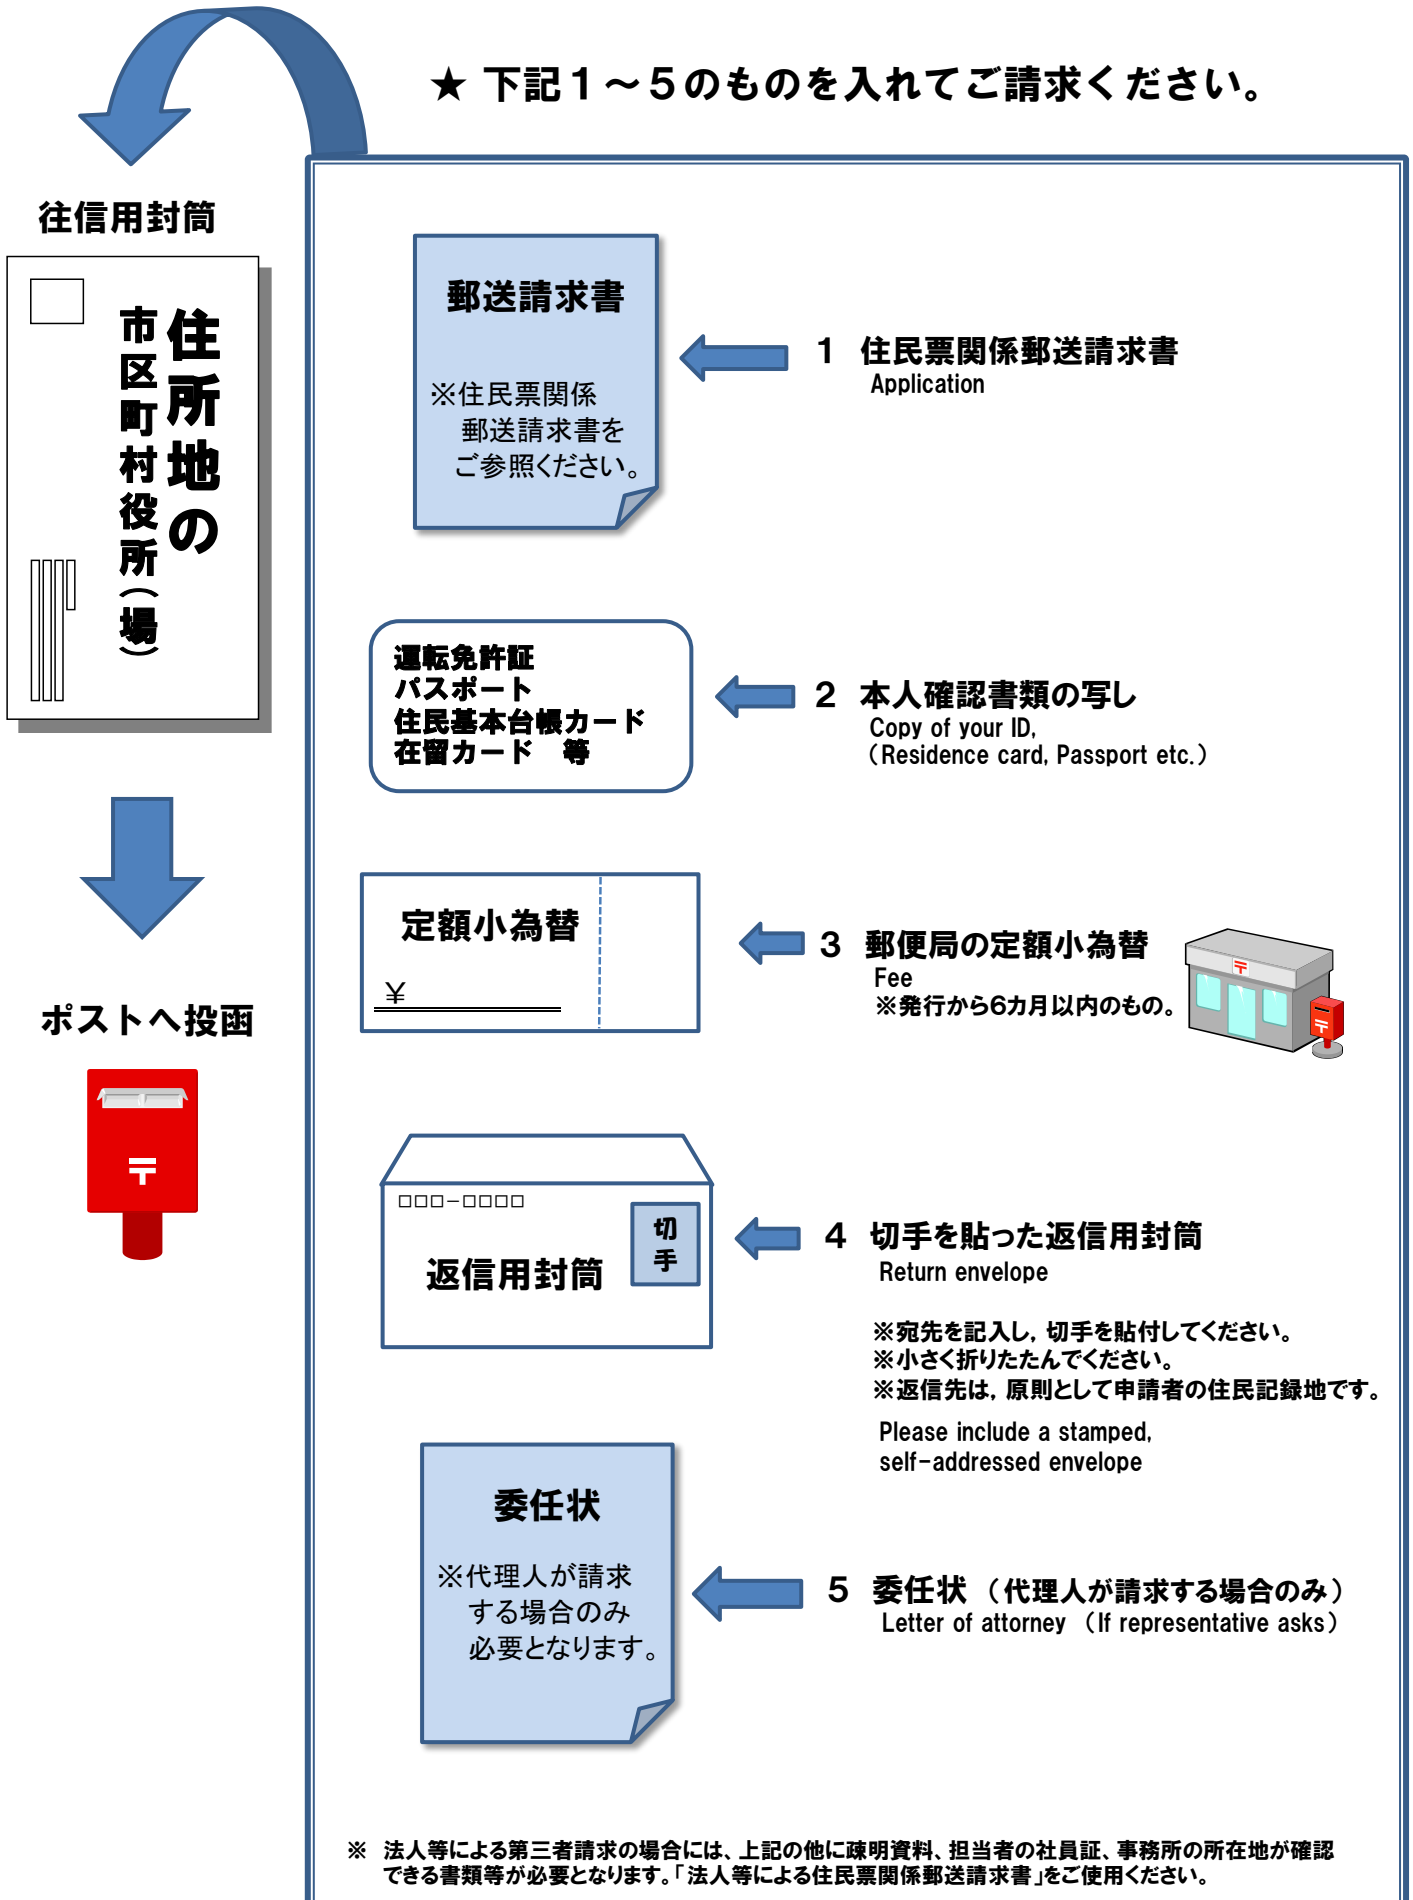 ★ 下記１～５のものを入れてご請求ください。
往信用封筒
住所地の
市区町村役所（場）
ポストへ投函
〒
郵送請求書
※住民票関係
郵送請求書を
ご参照ください。
１　住民票関係郵送請求書
Application
運転免許証
パスポート
住民基本台帳カード
在留カード　等
２　本人確認書類の写し
Copy of your ID,
（Residence card, Passport etc.）
定額小為替
￥
３　郵便局の定額小為替
Fee
※発行から６カ月以内のもの。
〒
〒
□□□－□□□□
切手
返信用封筒
４　切手を貼った返信用封筒
Return envelope
※宛先を記入し，切手を貼付してください。
※小さく折りたたんでください。
※返信先は，原則として申請者の住民記録地です。
Please include a stamped,
self-addressed envelope
委任状
※代理人が請求
する場合のみ
必要となります。
５　委任状（代理人が請求する場合のみ）
Letter of attorney （If representative asks）
※　法人等による第三者請求の場合には、上記の他に疎明資料、担当者の社員証、事務所の所在地が確認
できる書類等が必要となります。「法人等による住民票関係郵送請求書」をご使用ください。